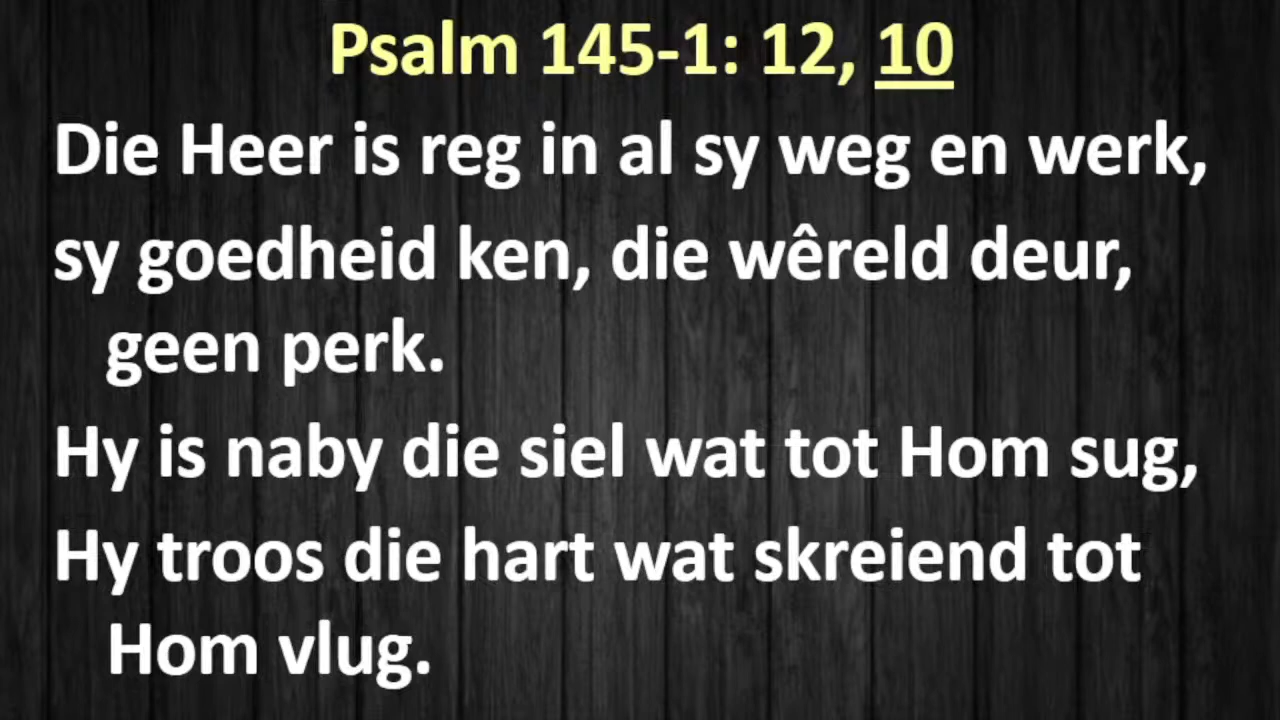 Psalm 145-1: 12, 10
Die Heer is reg in al sy weg en werk,
sy goedheid ken, die wêreld deur,
geen perk.
Hy is naby die siel wat tot Hom sug,
Hy troos die hart wat skreiend tot
Hom vlug.